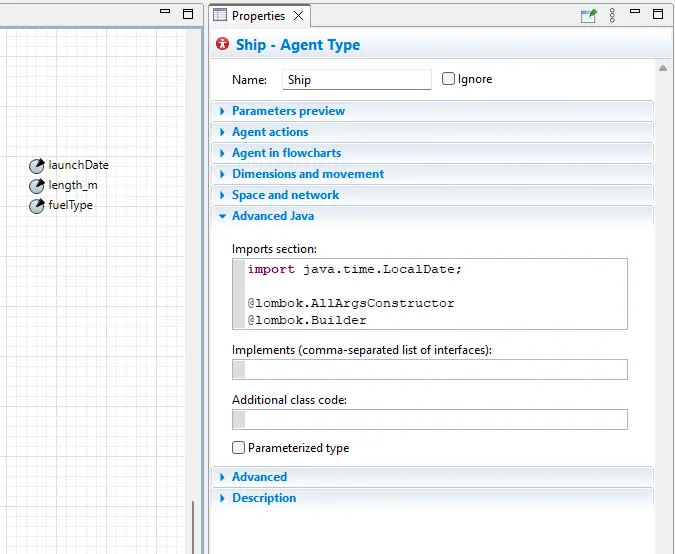 Properties
Ship - Agent Type
Name: Ship Ignore
Parameters preview
Agent actions
Agent in flowcharts
Dimensions and movement
Space and network
Advanced Java
Imports section:
import java.time.LocalDate;
@lombok.AllArgsConstructor
@lombok.Builder
Implements (comma-separated list of interfaces):
Additional class code:
Parameterized type
Advanced
Description
launchDate
length_m
fuelType